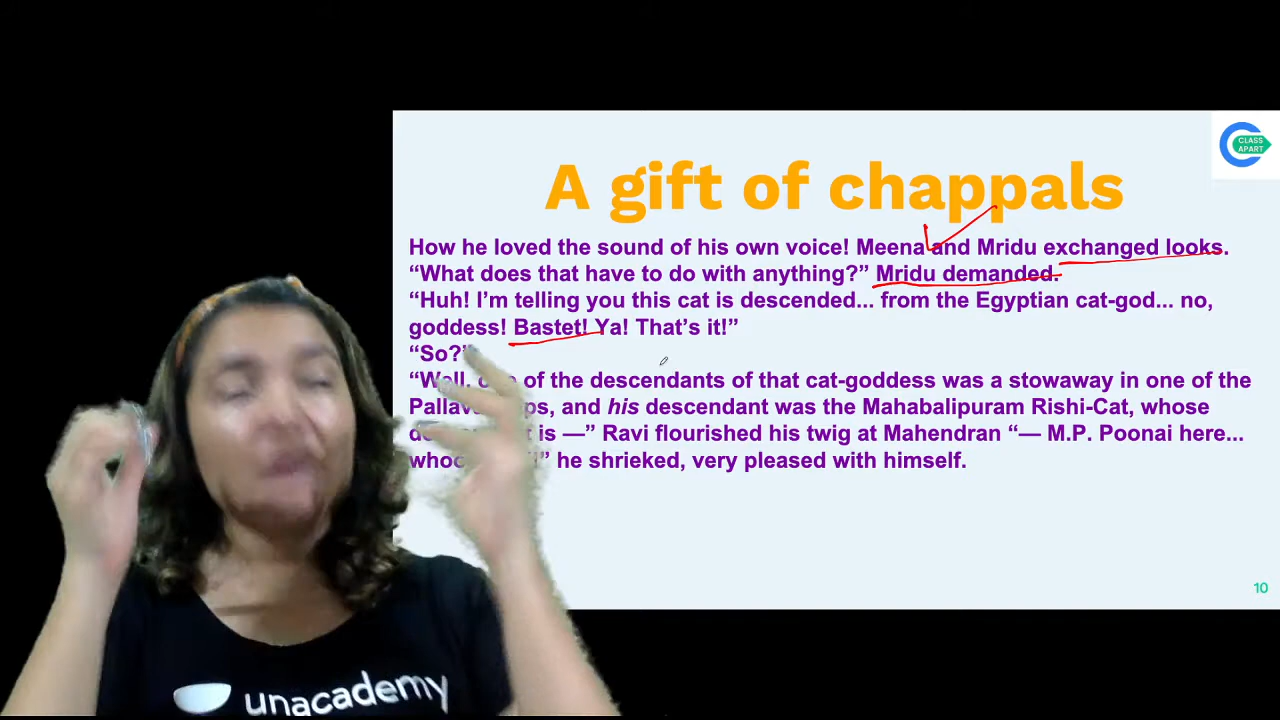 CLASS
APART
A gift of chappals
How he loved the sound of his own voice! Meena and Mridu exchanged looks.
“What does that have to do with anything?” Mridu demanded.
“Huh! I’m telling you this cat is descended... from the Egyptian cat-god... no,
goddess! Bastet! Ya! That’s it!”
“So?”
“Well, one of the descendants of that cat-goddess was a stowaway in one of the
and his descendant was the Mahabalipuram Rishi-Cat, whose
is —” Ravi flourished his twig at Mahendran “— M.P. Poonai here...
he shrieked, very pleased with himself.
10
unacademy